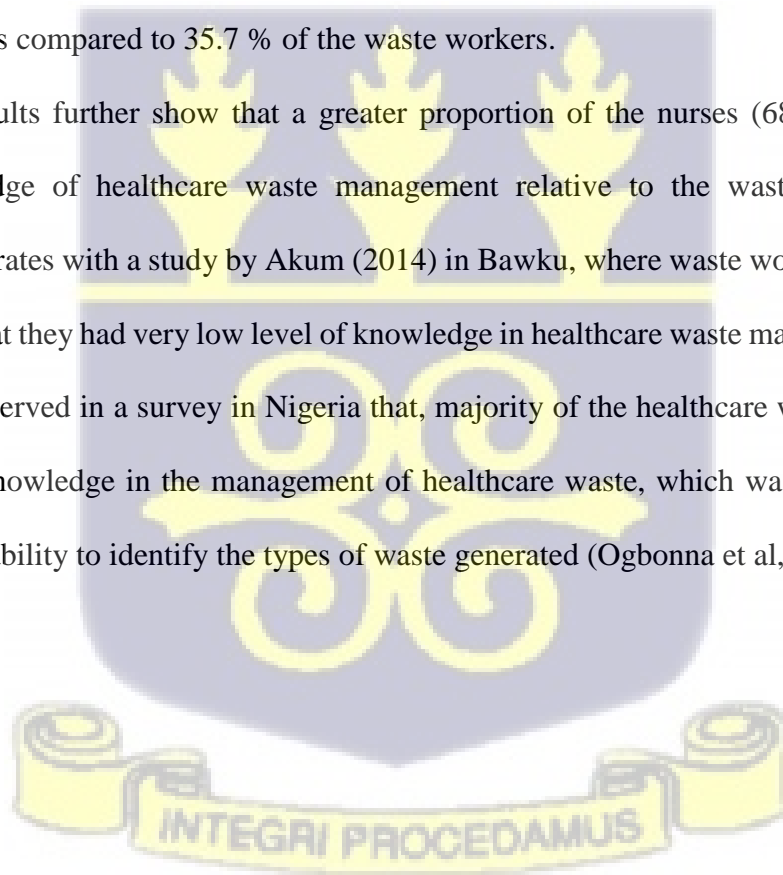 s compared to 35.7 % of the waste workers.
ults further show that a greater proportion of the nurses (68
dge of healthcare waste management relative to the wast
rates with a study by Akum (2014) in Bawku, where waste wo
at they had very low level of knowledge in healthcare waste ma
served in a survey in Nigeria that, majority of the healthcare w
nowledge in the management of healthcare waste, which wa
bility to identify the types of waste generated (Ogbonna et al,
INTEGRI PROCEDAMUS